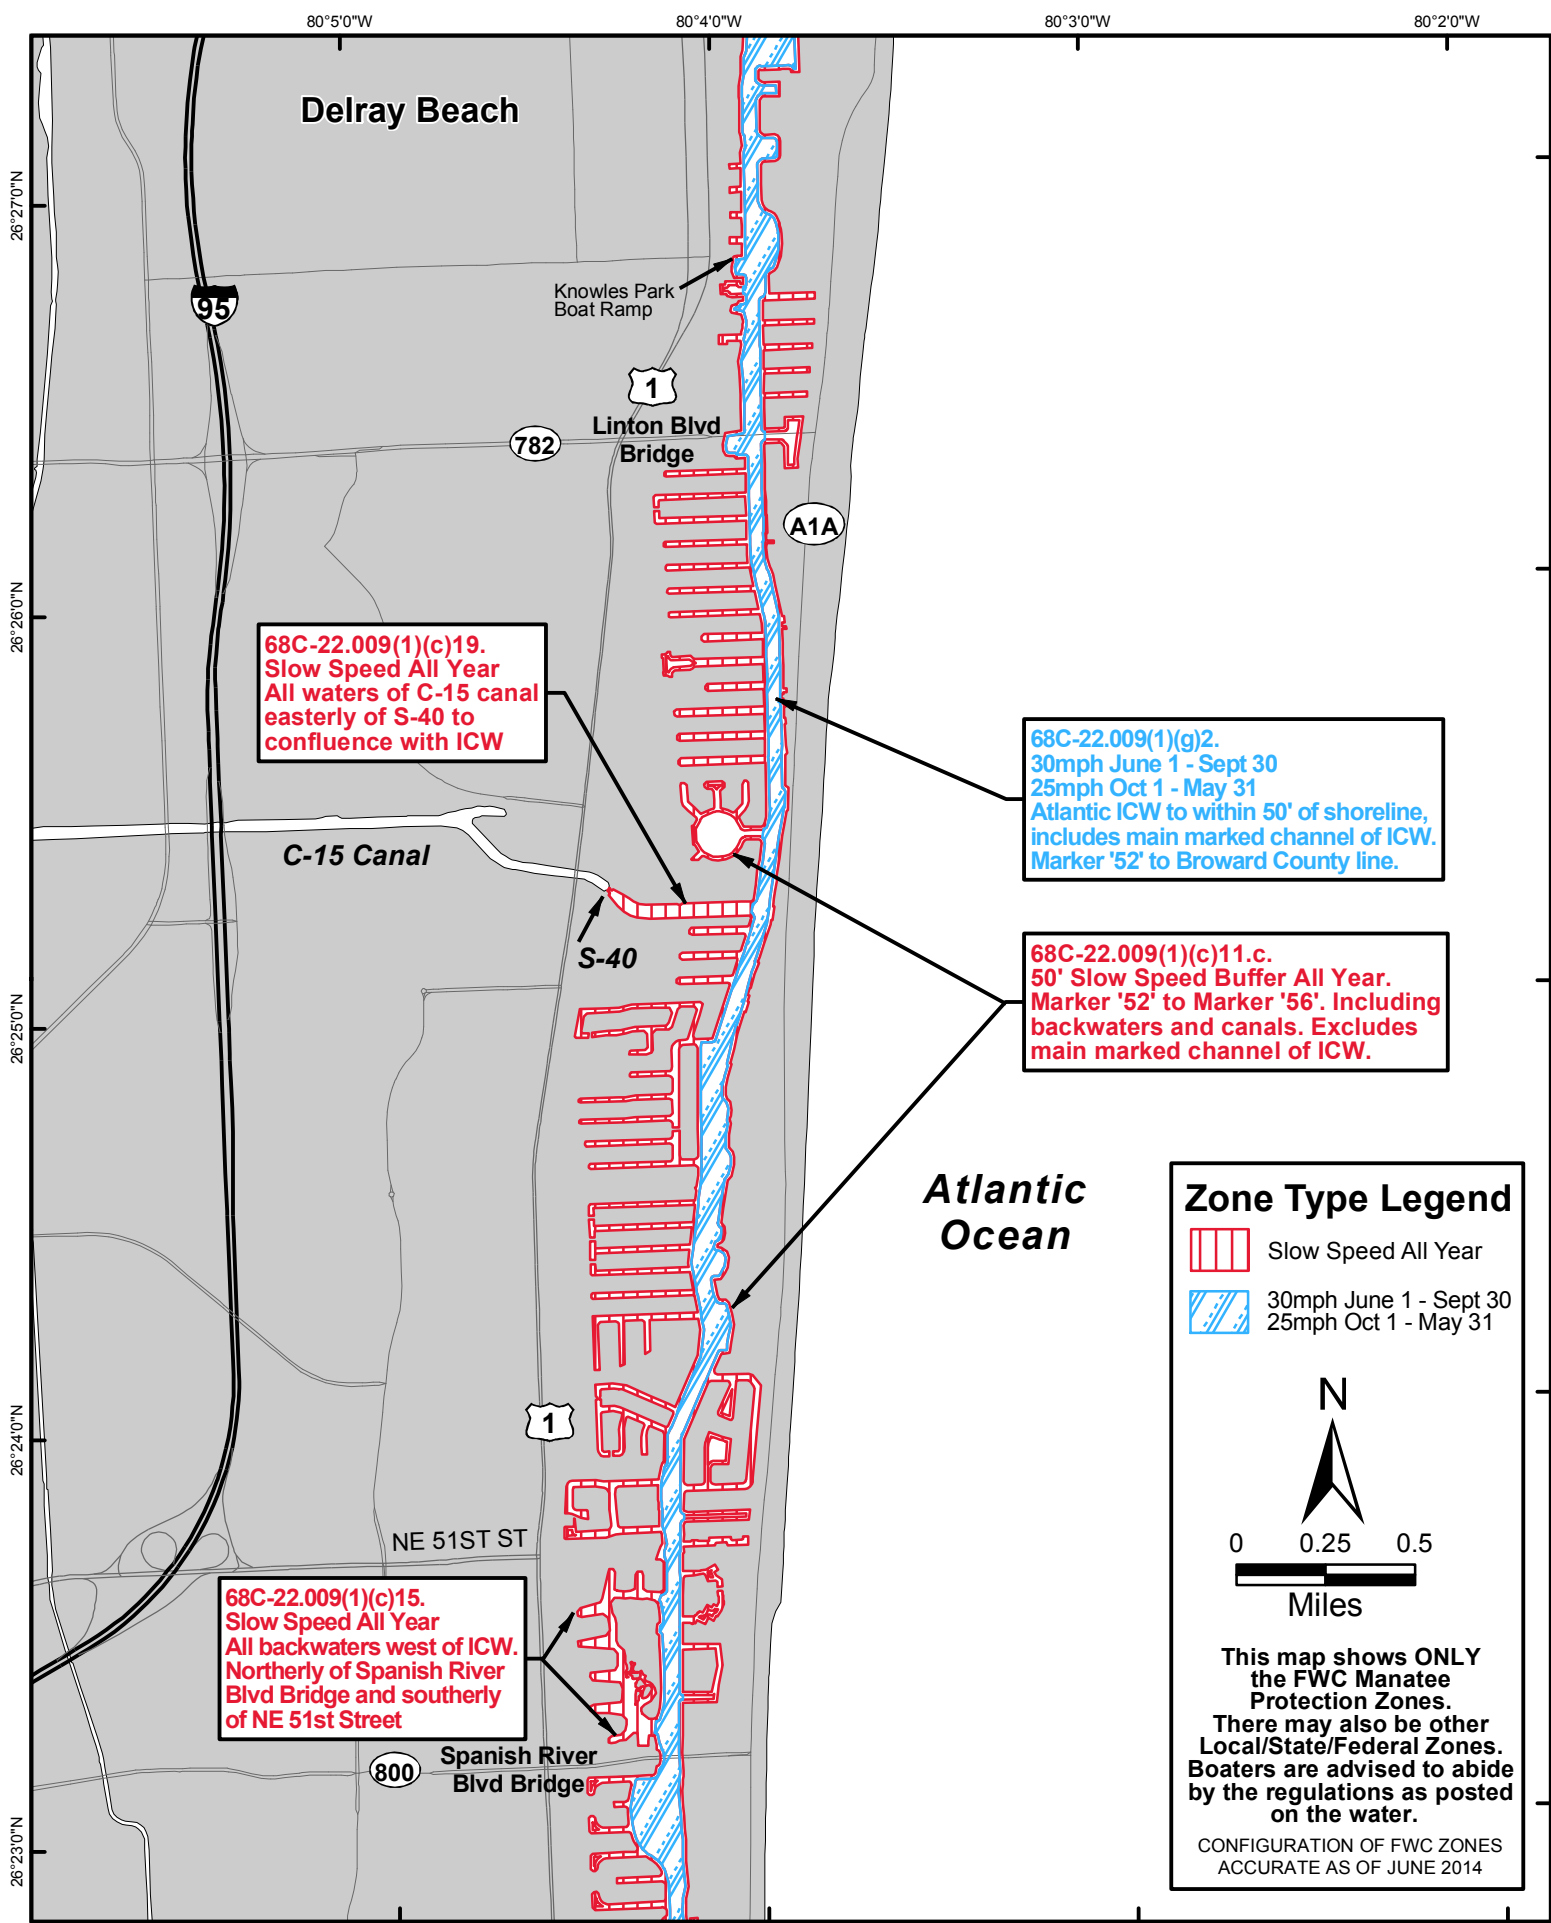 80°5'0"W
80°4'0"W
80°3'0"W
80°2'0"W
Delray Beach
26°27'0"N
95
Knowles Park
Boat Ramp
1
Linton Blvd
Bridge
782
A1A
26°26'0"N
68C-22.009(1)(c)19.
Slow Speed All Year
All waters of C-15 canal
easterly of S-40 to
confluence with ICW
68C-22.009(1)(g)2.
30mph June 1 - Sept 30
25mph Oct 1 - May 31
Atlantic ICW to within 50' of shoreline,
includes main marked channel of ICW.
Marker '52' to Broward County line.
C-15 Canal
S-40
68C-22.009(1)(c)11.c.
50' Slow Speed Buffer All Year.
Marker '52' to Marker '56'. Including
backwaters and canals. Excludes
main marked channel of ICW.
26°25'0"N
Atlantic
Ocean
Zone Type Legend
Slow Speed All Year
30mph June 1 - Sept 30
25mph Oct 1 - May 31
N
0 0.25 0.5
Miles
This map shows ONLY
the FWC Manatee
Protection Zones.
There may also be other
Local/State/Federal Zones.
Boaters are advised to abide
by the regulations as posted
on the water.
CONFIGURATION OF FWC ZONES
ACCURATE AS OF JUNE 2014
1
26°24'0"N
NE 51ST ST
68C-22.009(1)(c)15.
Slow Speed All Year
All backwaters west of ICW.
Northerly of Spanish River
Blvd Bridge and southerly
of NE 51st Street
Spanish River
Blvd Bridge
800
26°23'0"N